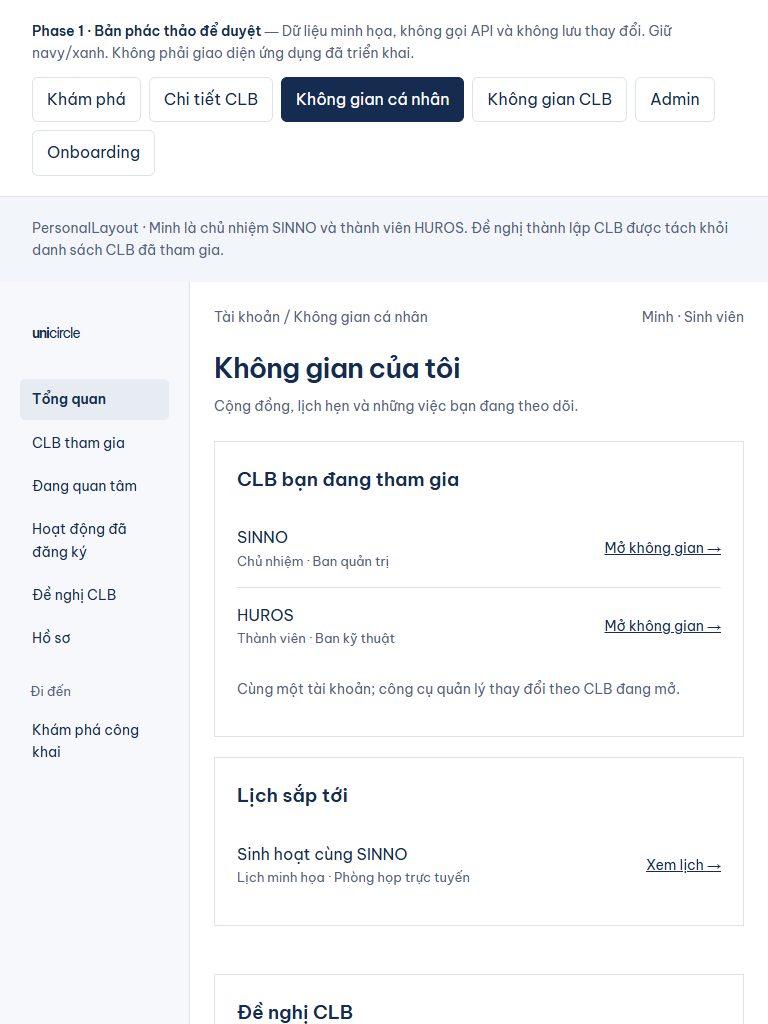 Phase 1 · Bản phác thảo để duyệt — Dữ liệu minh họa, không gọi API và không lưu thay đổi. Giữ
navy/xanh. Không phải giao diện ứng dụng đã triển khai.
Khám phá
Chi tiết CLB
Không gian cá nhân
Không gian CLB
Admin
Onboarding
PersonalLayout · Minh là chủ nhiệm SINNO và thành viên HUROS. Đề nghị thành lập CLB được tách khỏi
danh sách CLB đã tham gia.
unicircle
Tổng quan
CLB tham gia
Đang quan tâm
Hoạt động đã
đăng ký
Đề nghị CLB
Hồ sơ
Đi đến
Khám phá công
khai
Tài khoản / Không gian cá nhân
Minh · Sinh viên
Không gian của tôi
Cộng đồng, lịch hẹn và những việc bạn đang theo dõi.
CLB bạn đang tham gia
SINNO
Chủ nhiệm · Ban quản trị
Mở không gian →
HUROS
Thành viên · Ban kỹ thuật
Mở không gian →
Cùng một tài khoản; công cụ quản lý thay đổi theo CLB đang mở.
Lịch sắp tới
Sinh hoạt cùng SINNO
Lịch minh họa · Phòng họp trực tuyến
Xem lịch →
Đề nghị CLB